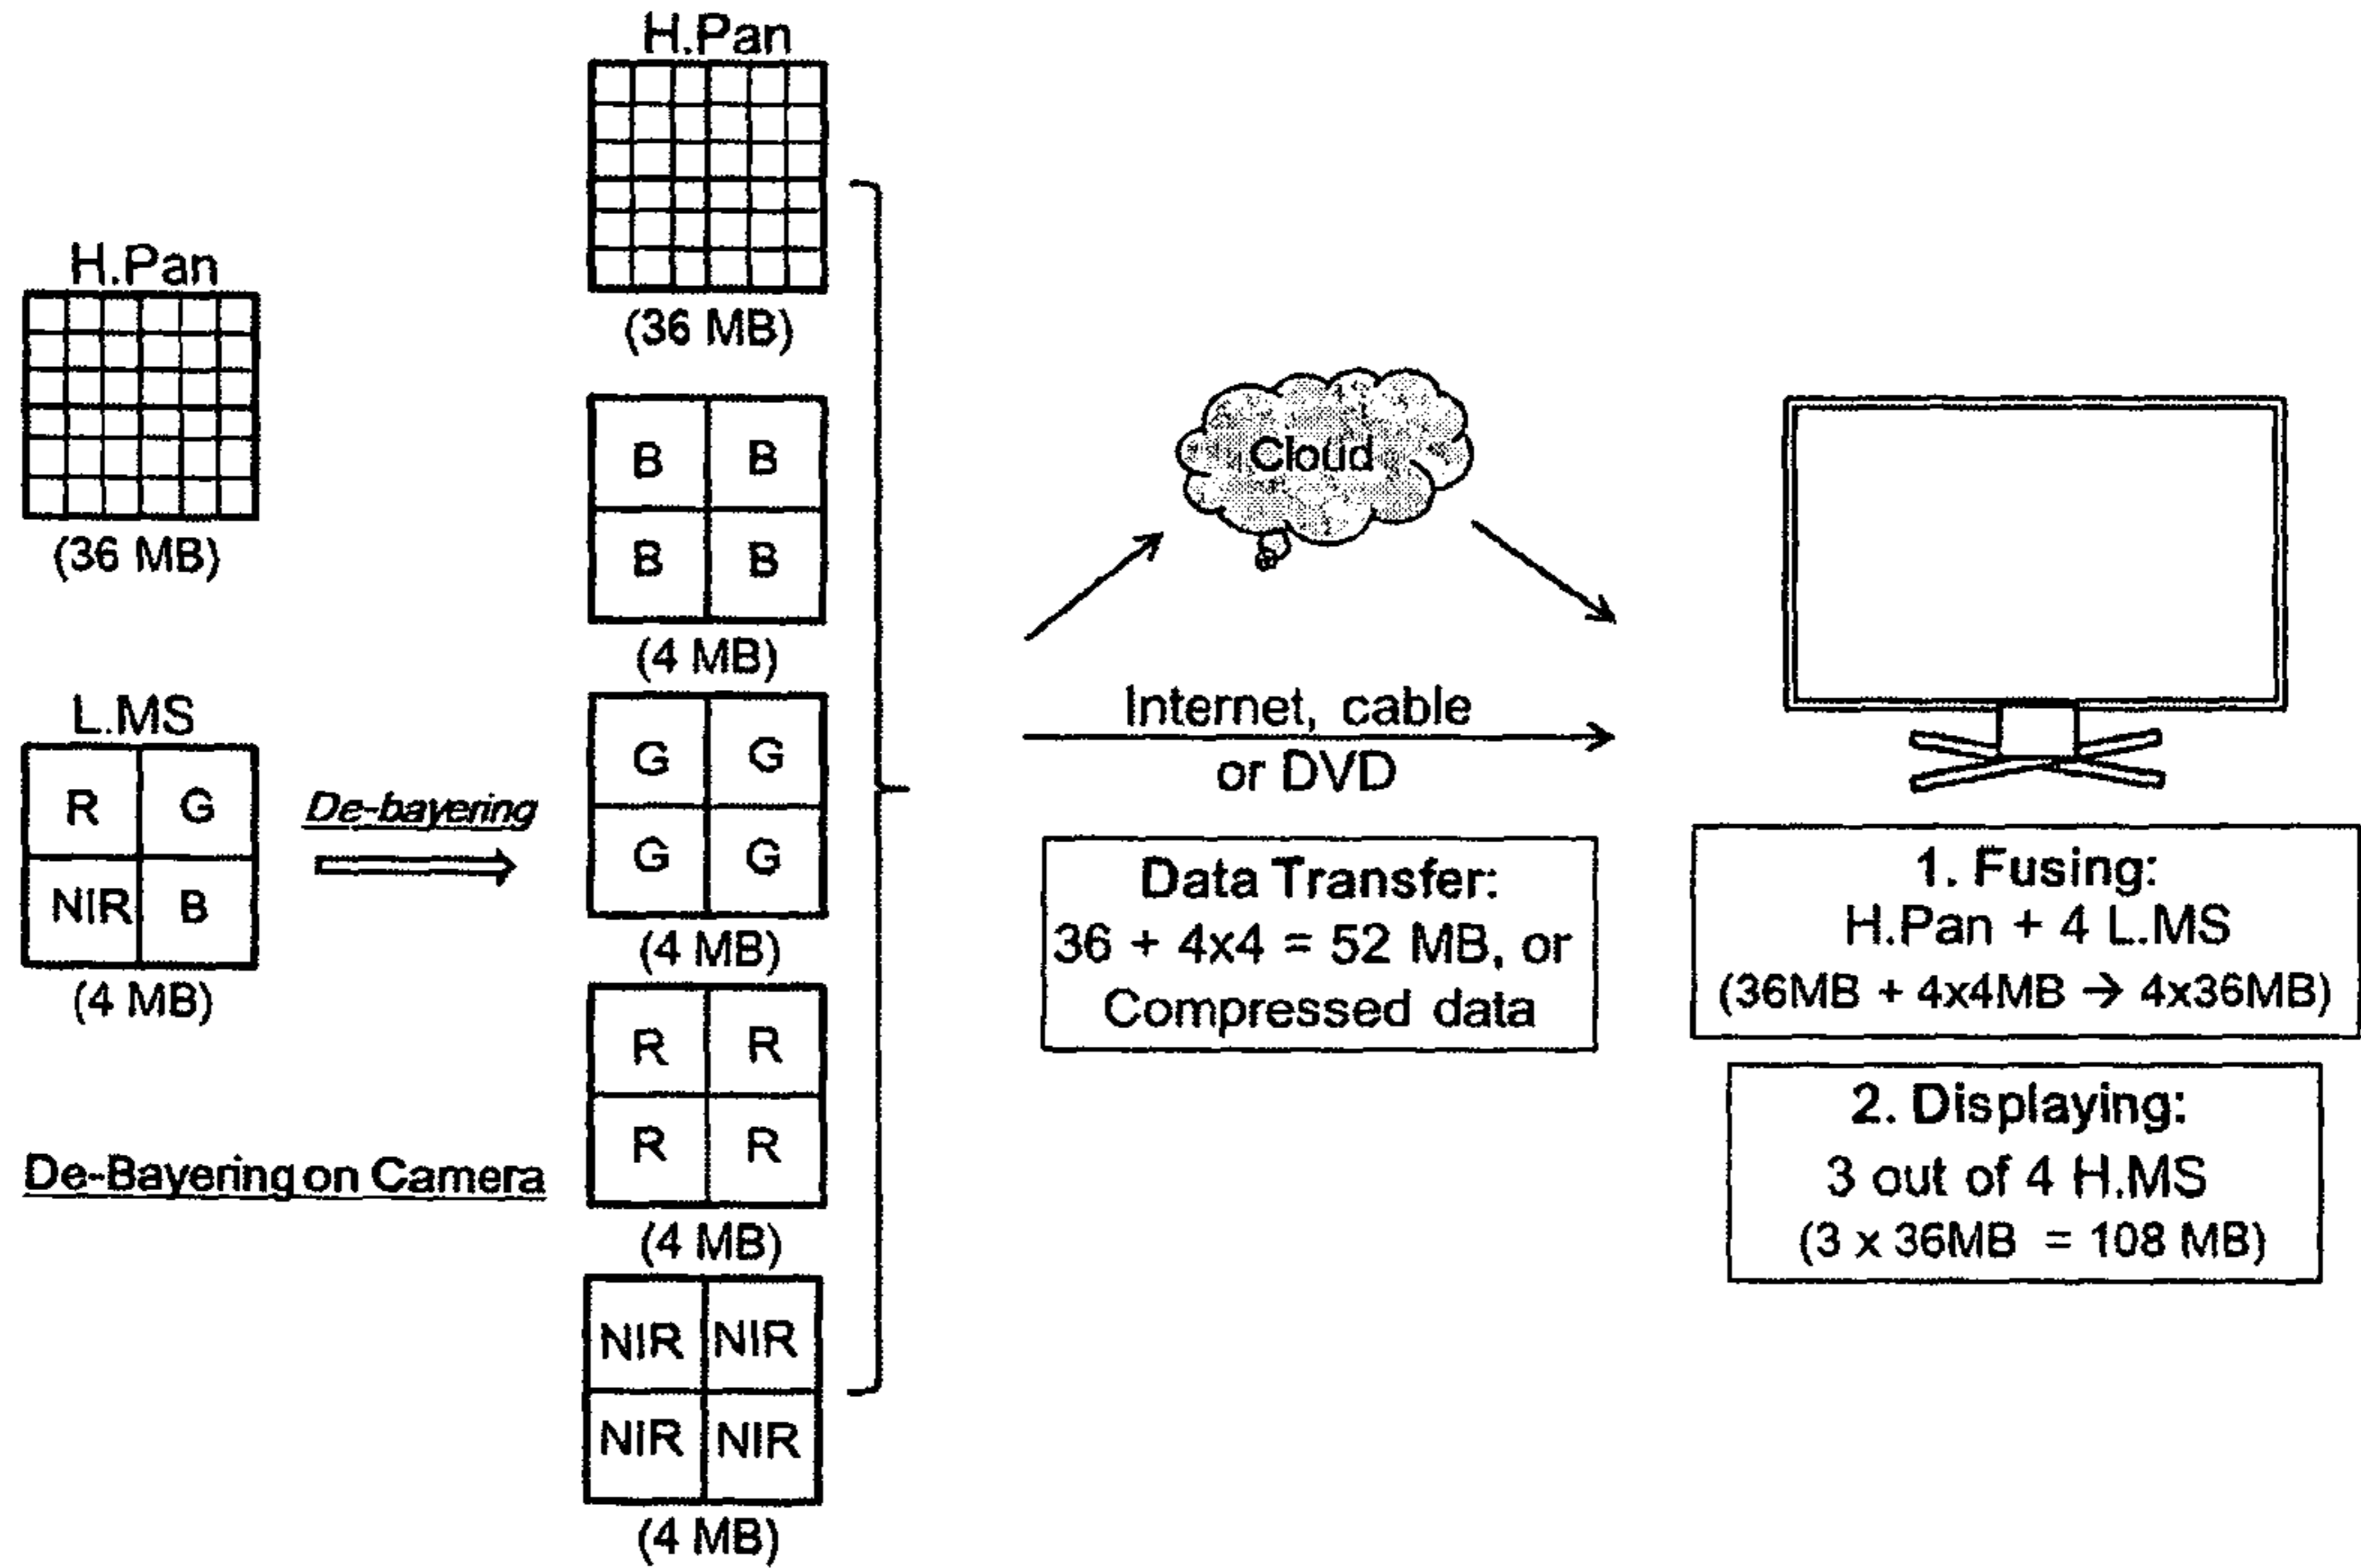 H.Pan
(36 MB)
L.MS
R G
NIR B
(4 MB)
De-bayering
De-Bayering on Camera
H.Pan
(36 MB)
B B
B B
(4 MB)
G G
G G
(4 MB)
R R
R R
(4 MB)
NIR NIR
NIR NIR
(4 MB)
Cloud
Internet, cable
or DVD
Data Transfer:
36 + 4x4 = 52 MB, or
Compressed data
1. Fusing:
H.Pan + 4 L.MS
(36MB + 4x4MB → 4x36MB)
2. Displaying:
3 out of 4 H.MS
(3 x 36MB = 108 MB)